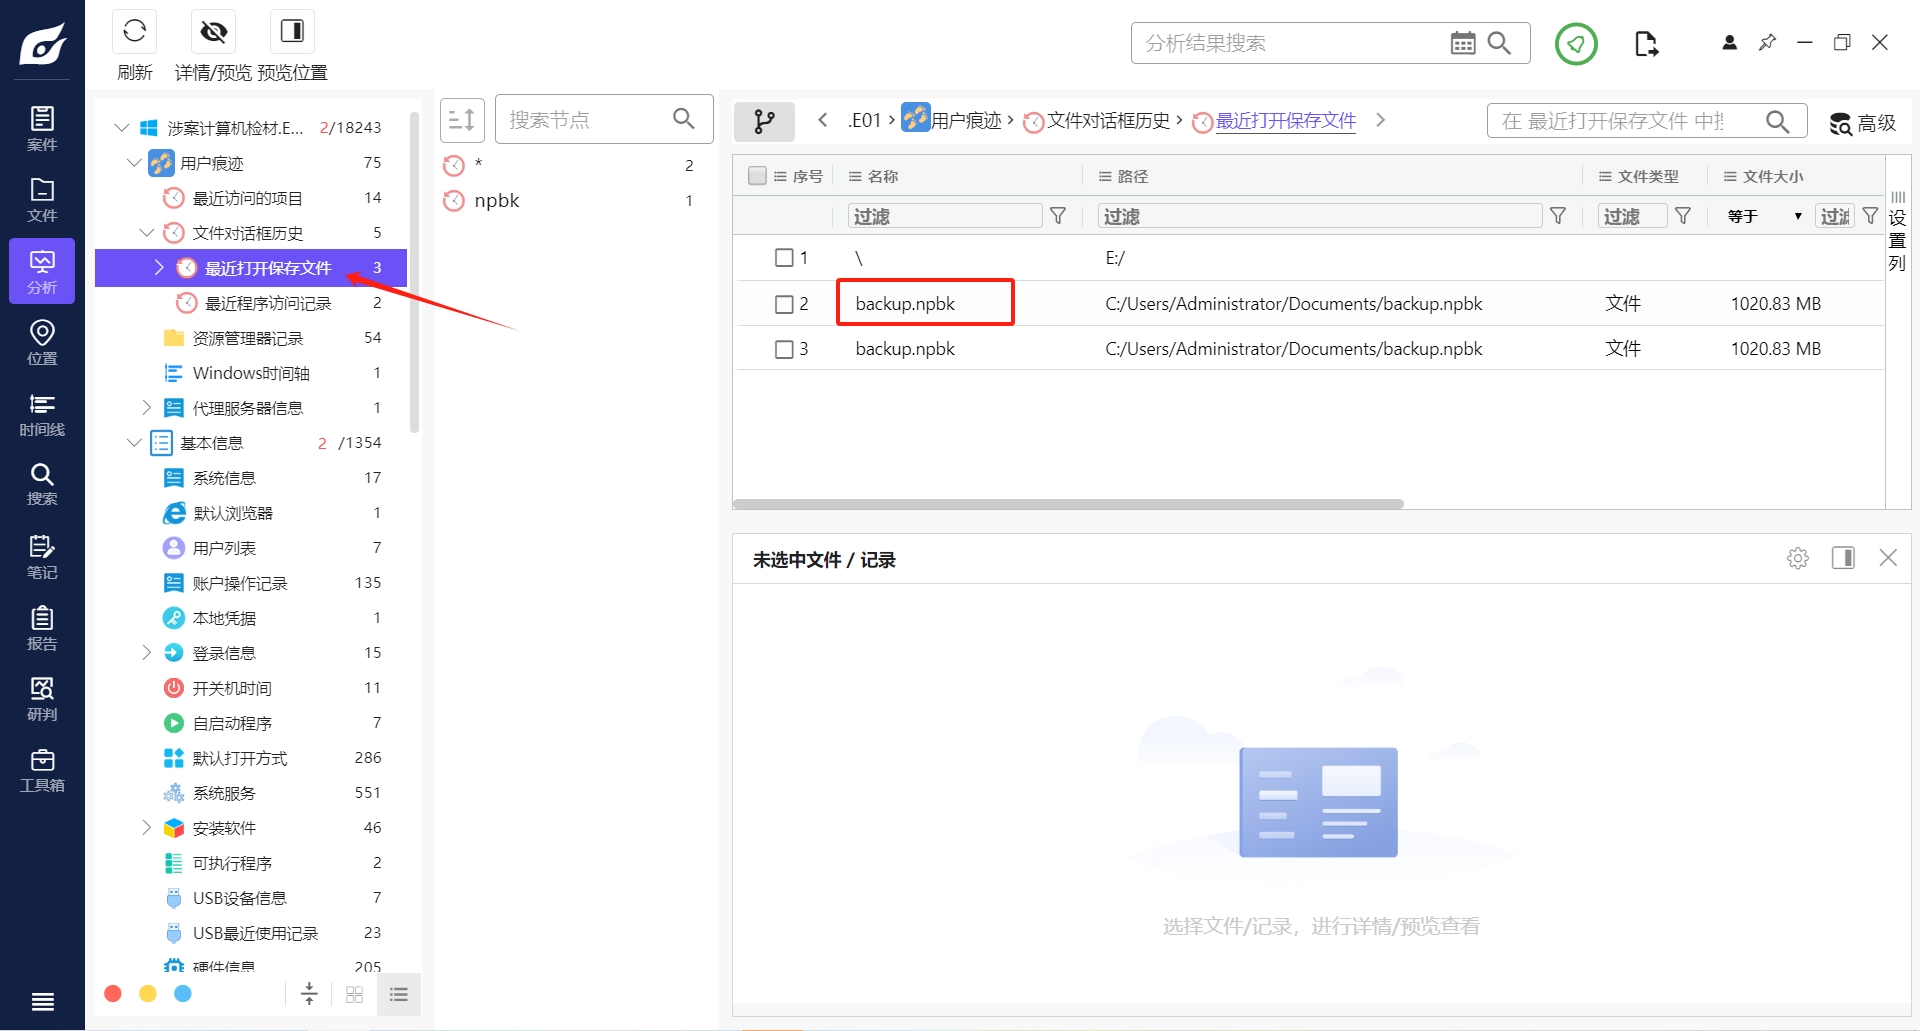 刷新
详情/预览
预览位置
分析结果搜索
案件
文件
分析
位置
时间线
搜索
笔记
报告
研判
工具箱
涉案计算机检材.E... 2/18243
用户痕迹 75
最近访问的项目 14
文件对话框历史 5
最近打开保存文件 3
最近程序访问记录 2
资源管理器记录 54
Windows时间轴 1
代理服务器信息 1
基本信息 2 /1354
系统信息 17
默认浏览器 1
用户列表 7
账户操作记录 135
本地凭据 1
登录信息 15
开关机时间 11
自启动程序 7
默认打开方式 286
系统服务 551
安装软件 46
可执行程序 2
USB设备信息 7
USB最近使用记录 23
硬件信息 205
搜索节点
* 2
npbk 1
.E01 › 用户痕迹 › 文件对话框历史 › 最近打开保存文件
在 最近打开保存文件 中
高级
序号 名称 路径 文件类型 文件大小
过滤 过滤 过滤 等于 过滤
1 \ E:/
2 backup.npbk C:/Users/Administrator/Documents/backup.npbk 文件 1020.83 MB
3 backup.npbk C:/Users/Administrator/Documents/backup.npbk 文件 1020.83 MB
设置列
未选中文件 / 记录
选择文件/记录，进行详情/预览查看